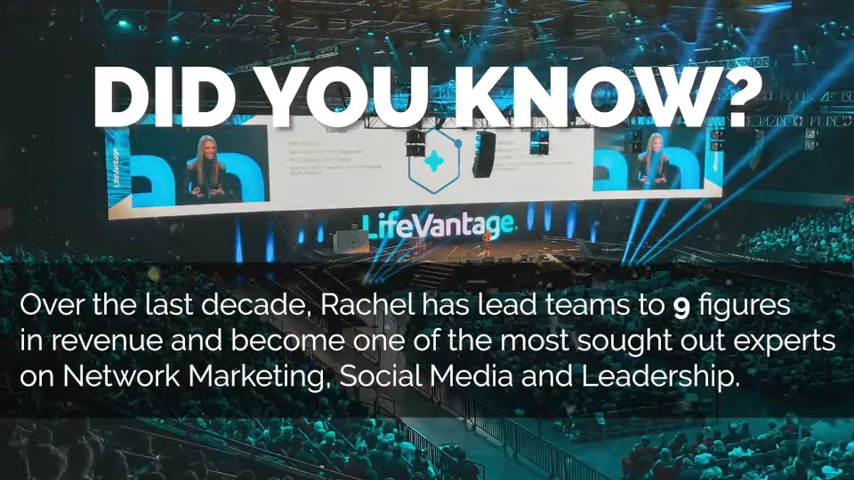 DID YOU KNOW?
LifeVantage
LifeVantage
Over the last decade, Rachel has lead teams to 9 figures
in revenue and become one of the most sought out experts
on Network Marketing, Social Media and Leadership.